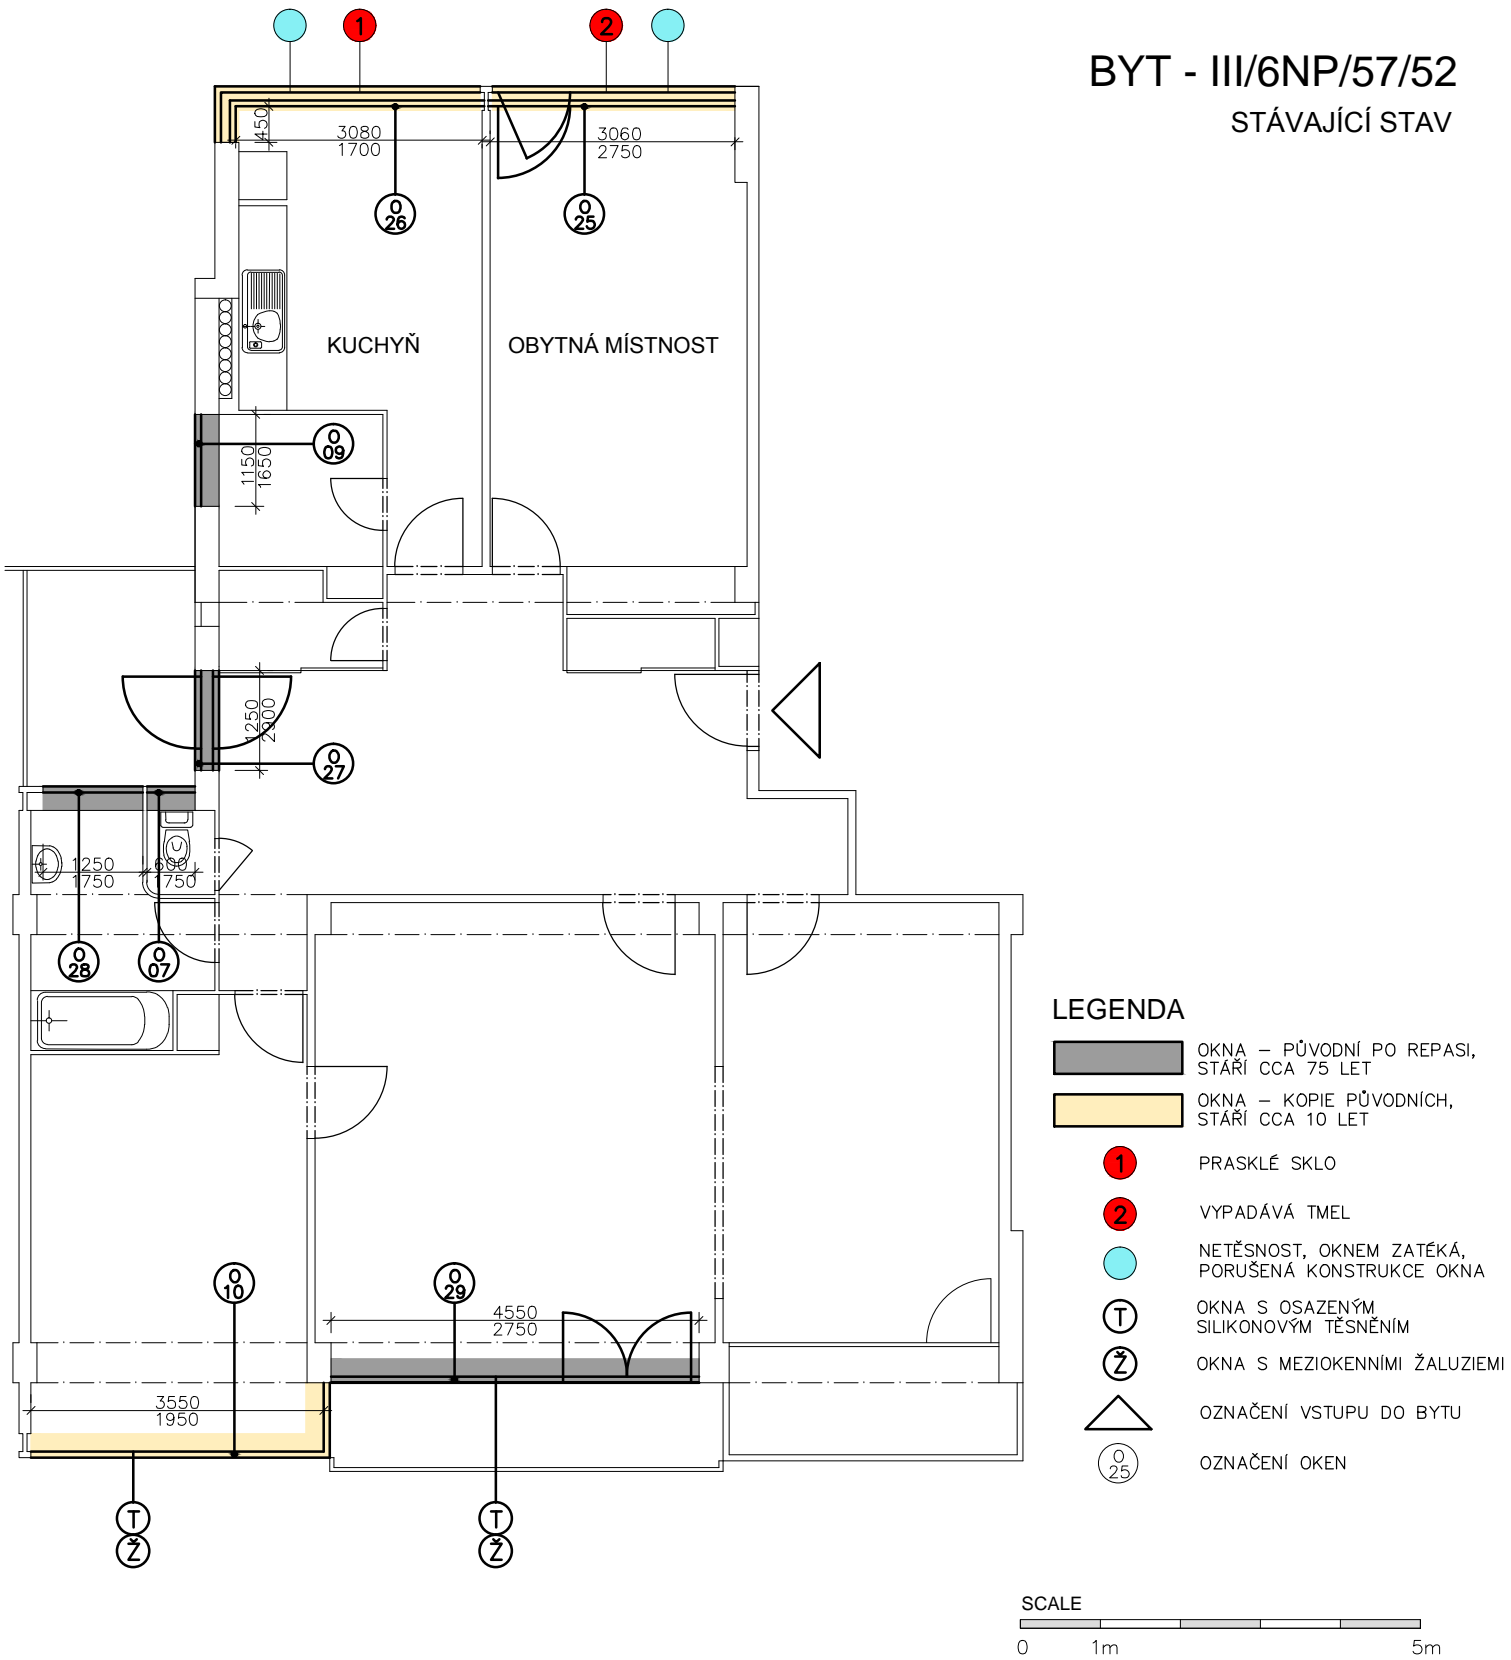 1
2
BYT - III/6NP/57/52
STÁVAJÍCÍ STAV
450
3080
1700
3060
2750
O
26
O
25
KUCHYŇ
OBYTNÁ MÍSTNOST
O
09
1150
1650
1250
2300
O
27
1250
1750
600
1750
O
28
O
07
LEGENDA
OKNA – PŮVODNÍ PO REPASI,
STÁŘÍ CCA 75 LET
OKNA – KOPIE PŮVODNÍCH,
STÁŘÍ CCA 10 LET
1
PRASKLÉ SKLO
2
VYPADÁVÁ TMEL
NETĚSNOST, OKNEM ZATÉKÁ,
PORUŠENÁ KONSTRUKCE OKNA
T
OKNA S OSAZENÝM
SILIKONOVÝM TĚSNĚNÍM
Ž
OKNA S MEZIOKENNÍMI ŽALUZIEMI
OZNAČENÍ VSTUPU DO BYTU
O
25
OZNAČENÍ OKEN
O
10
O
29
4550
2750
3550
1950
T
Ž
T
Ž
SCALE
0
1m
5m